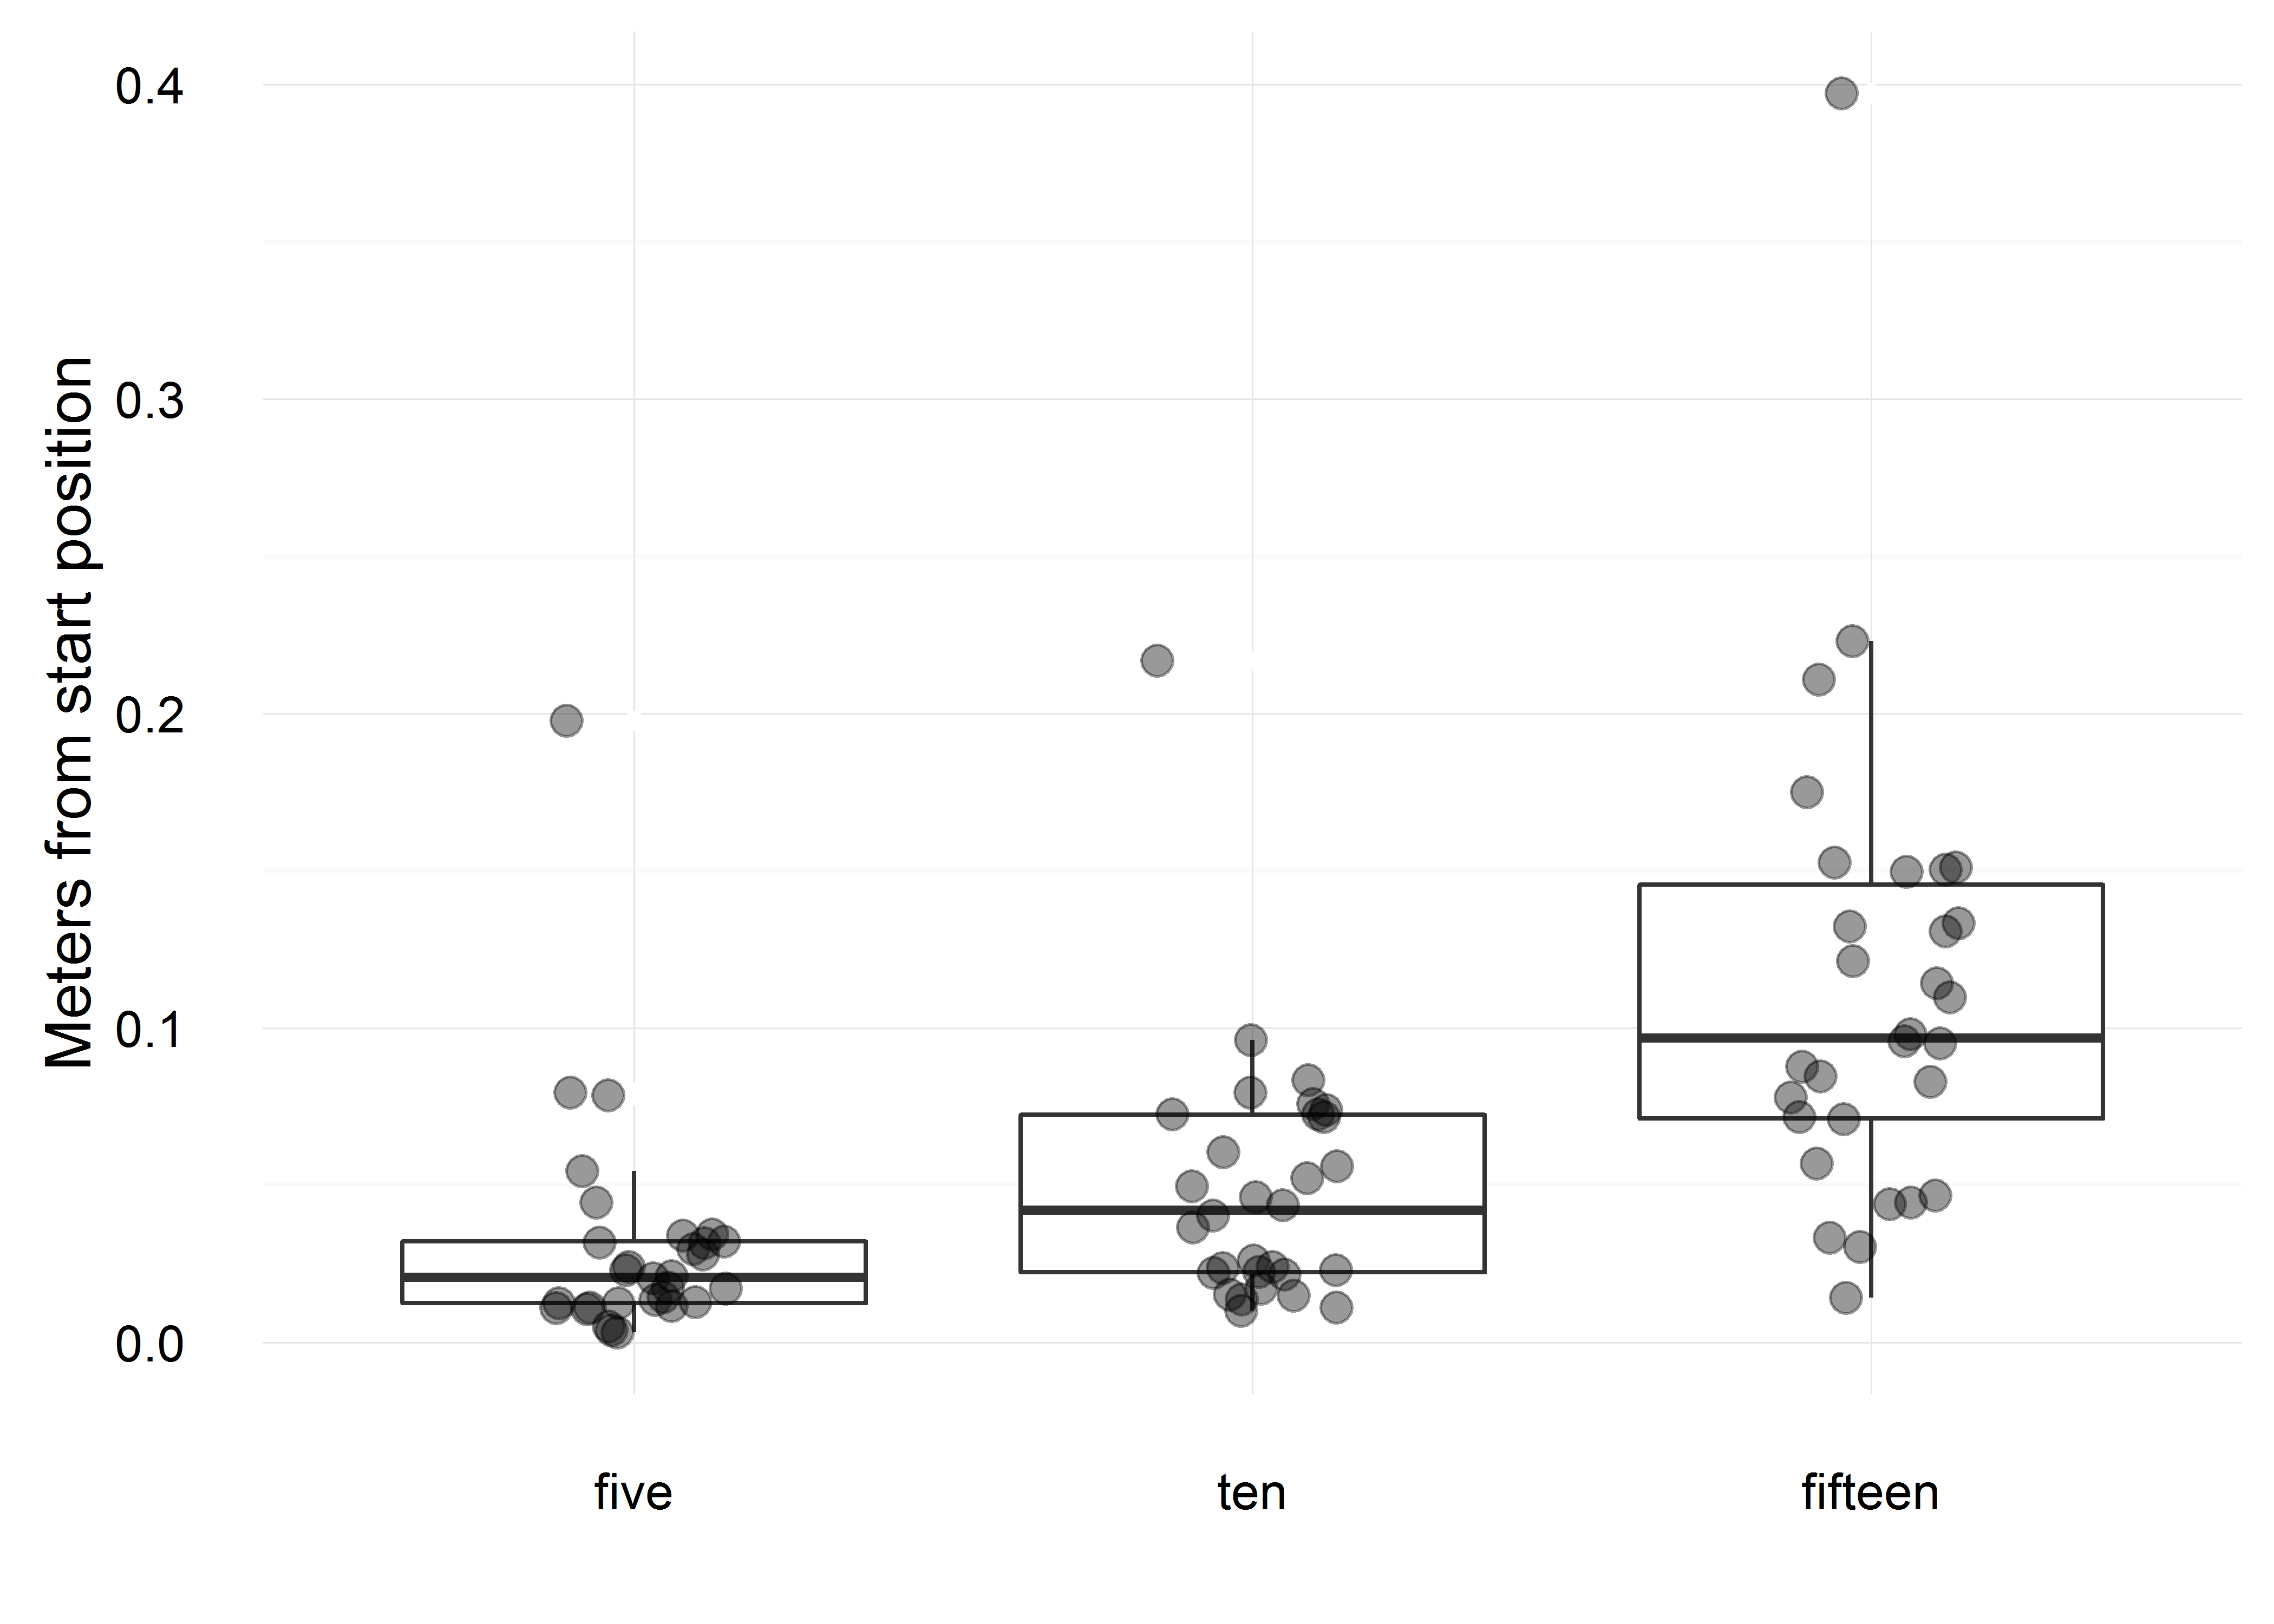 Meters from start position
0.4
0.3
0.2
0.1
0.0
five
ten
fifteen